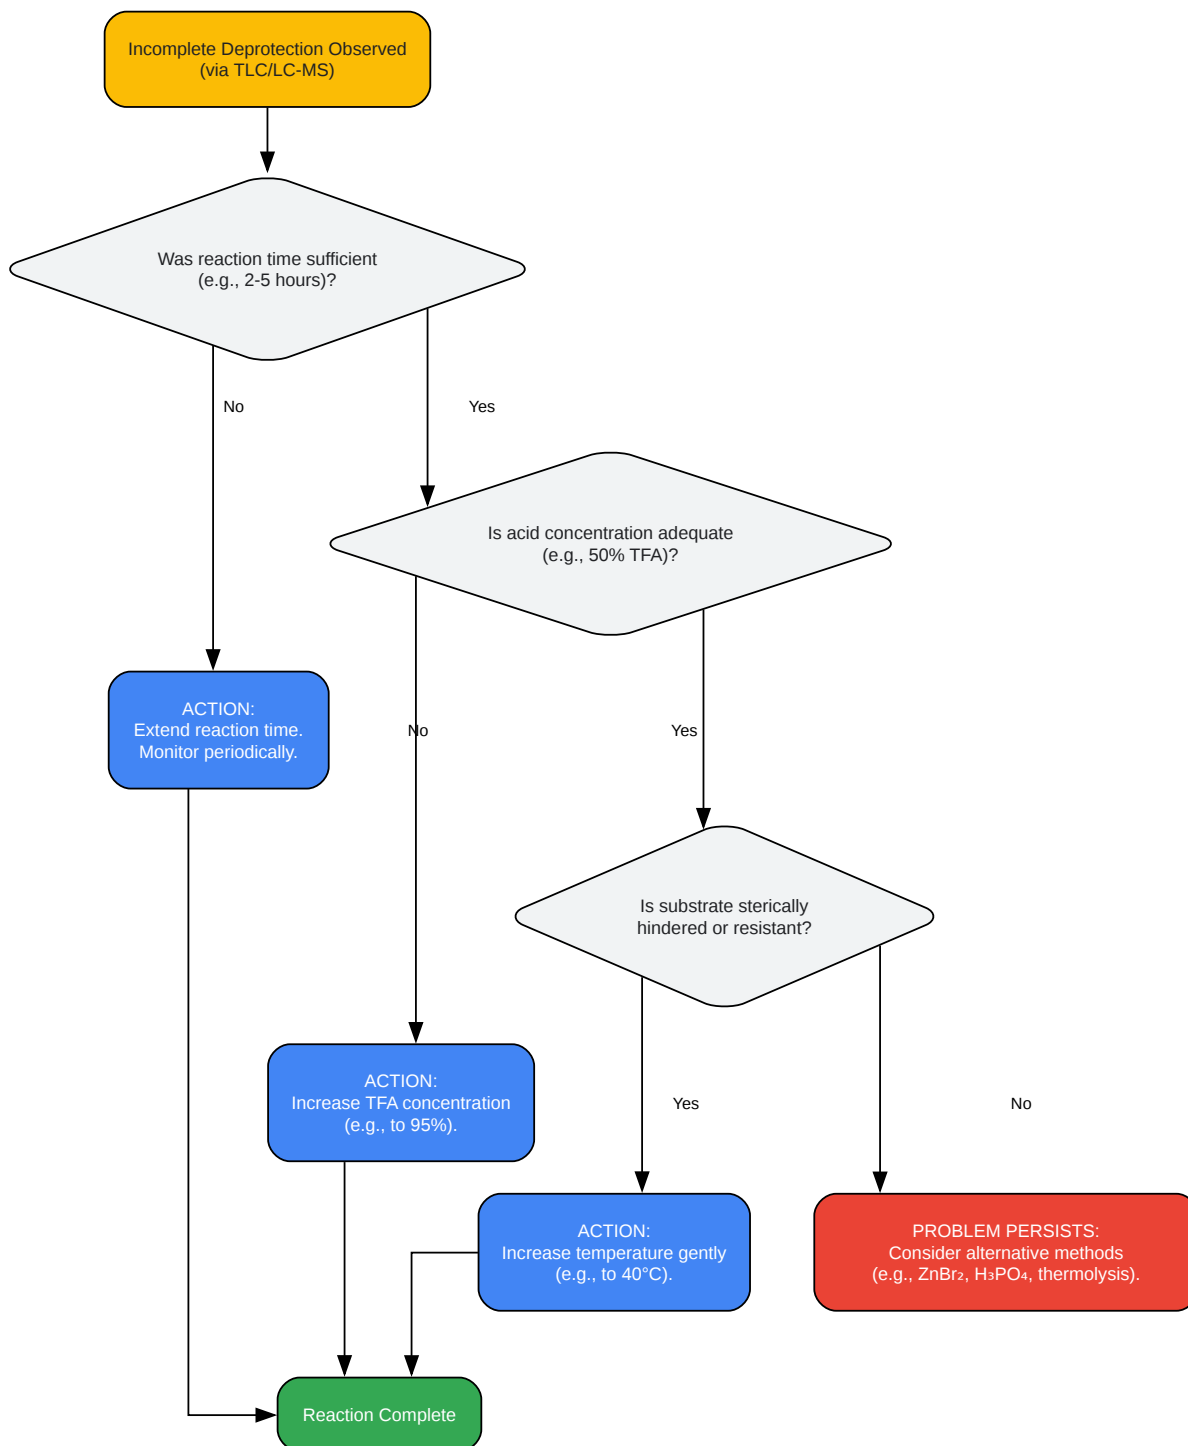 Incomplete Deprotection Observed
(via TLC/LC-MS)
Was reaction time sufficient
(e.g., 2-5 hours)?
No
Yes
Is acid concentration adequate
(e.g., 50% TFA)?
ACTION:
Extend reaction time.
Monitor periodically.
No
Yes
Is substrate sterically
hindered or resistant?
ACTION:
Increase TFA concentration
(e.g., to 95%).
Yes
No
ACTION:
Increase temperature gently
(e.g., to 40°C).
PROBLEM PERSISTS:
Consider alternative methods
(e.g., ZnBr₂, H₃PO₄, thermolysis).
Reaction Complete